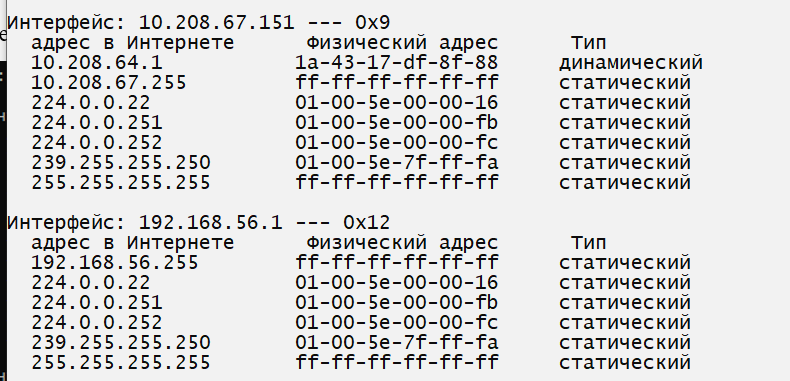 Интерфейс: 10.208.67.151 --- 0x9
адрес в Интернете Физический адрес Тип
10.208.64.1 1a-43-17-df-8f-88 динамический
10.208.67.255 ff-ff-ff-ff-ff-ff статический
224.0.0.22 01-00-5e-00-00-16 статический
224.0.0.251 01-00-5e-00-00-fb статический
224.0.0.252 01-00-5e-00-00-fc статический
239.255.255.250 01-00-5e-7f-ff-fa статический
255.255.255.255 ff-ff-ff-ff-ff-ff статический
Интерфейс: 192.168.56.1 --- 0x12
адрес в Интернете Физический адрес Тип
192.168.56.255 ff-ff-ff-ff-ff-ff статический
224.0.0.22 01-00-5e-00-00-16 статический
224.0.0.251 01-00-5e-00-00-fb статический
224.0.0.252 01-00-5e-00-00-fc статический
239.255.255.250 01-00-5e-7f-ff-fa статический
255.255.255.255 ff-ff-ff-ff-ff-ff статический